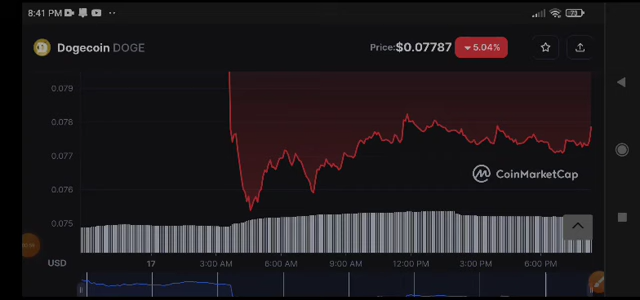 8:41 PM
Dogecoin DOGE
Price:$0.07787
5.04%
0.079
0.078
0.077
0.076
0.075
CoinMarketCap
USD
17
3:00 AM
6:00 AM
9:00 AM
12:00 PM
3:00 PM
6:00 PM